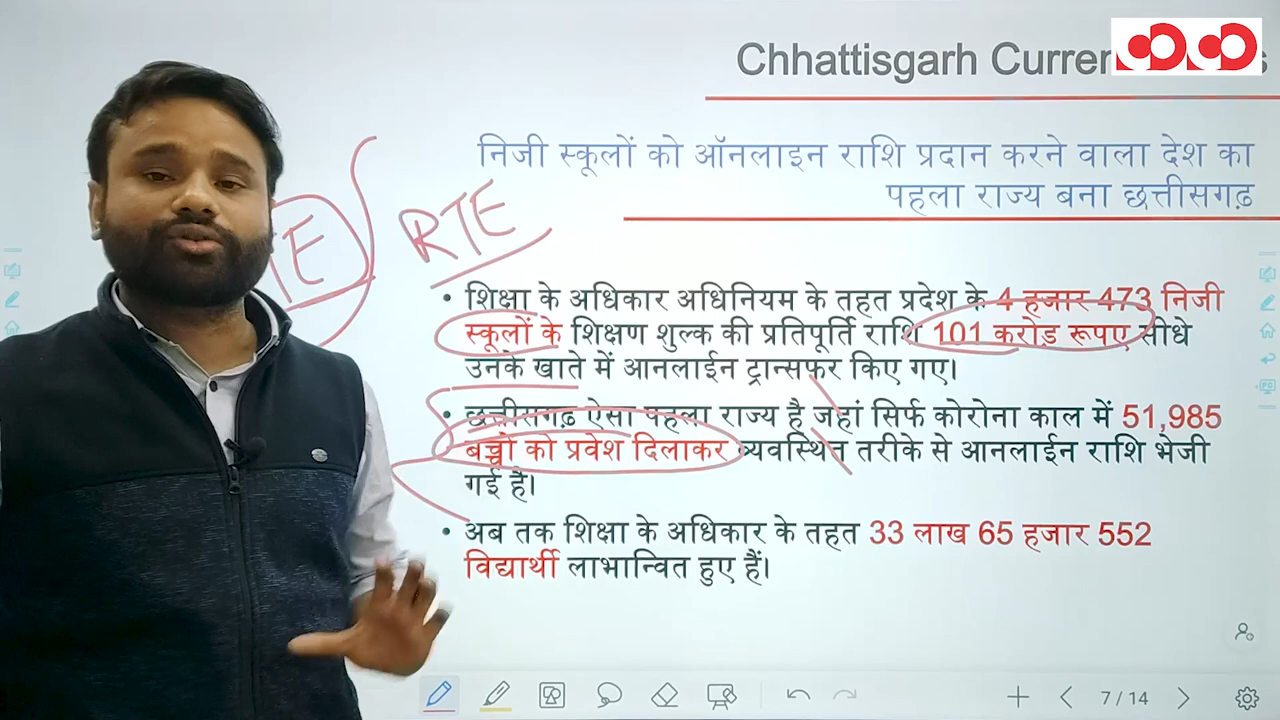 Chhattisgarh Curren
निजी स्कूलों को ऑनलाइन राशि प्रदान करने वाला देश का
पहला राज्य बना छत्तीसगढ़
RTE
TE
• शिक्षा के अधिकार अधिनियम के तहत प्रदेश के 4 हजार 473 निजी
स्कूलों के शिक्षण शुल्क की प्रतिपूर्ति राशि 101 करोड़ रूपए सीधे
उनके खाते में आनलाईन ट्रान्सफर किए गए।
• छत्तीसगढ़ ऐसा पहला राज्य है जहां सिर्फ कोरोना काल में 51,985
बच्चों को प्रवेश दिलाकर व्यवस्थित तरीके से आनलाईन राशि भेजी
गई है।
• अब तक शिक्षा के अधिकार के तहत 33 लाख 65 हजार 552
विद्यार्थी लाभान्वित हुए हैं।
7 / 14